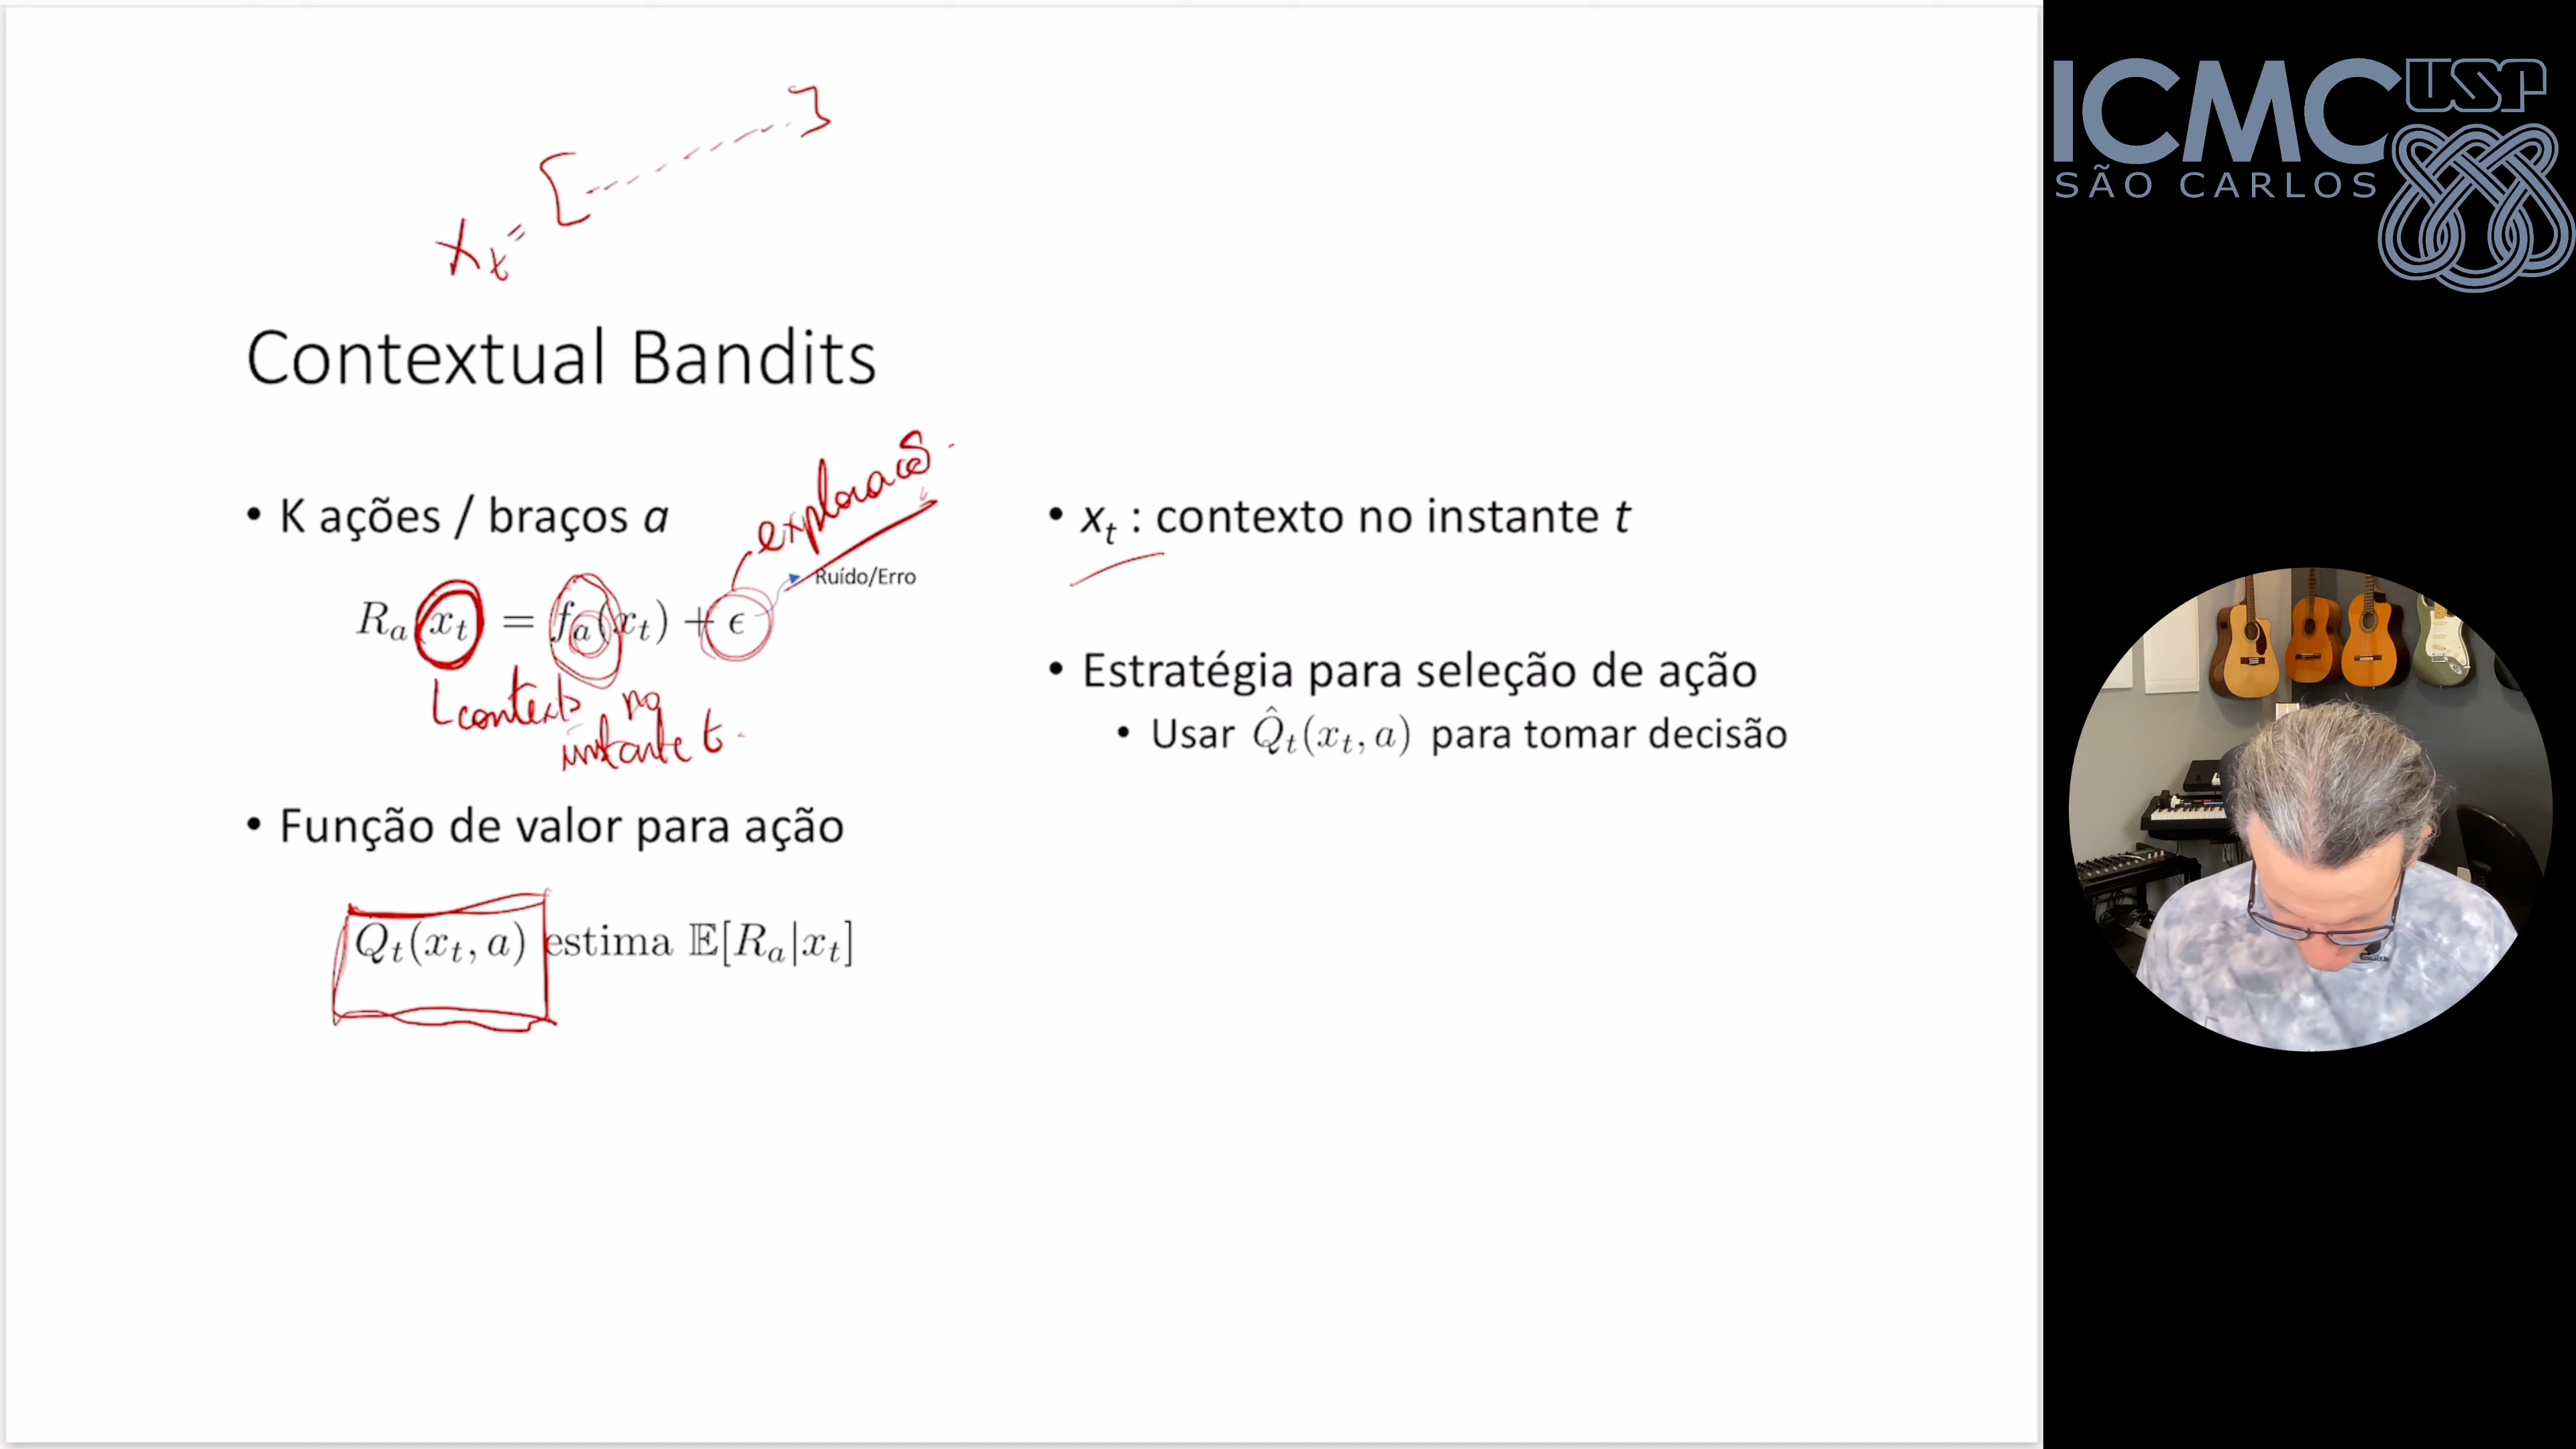 x_t = [ ]
Contextual Bandits
• K ações / braços a
exploração.
Ruído/Erro
R_a(x_t) = f_a(x_t) + ϵ
contexto no
instante t.
• Função de valor para ação
Q_t(x_t, a) estima 𝔼[R_a|x_t]
• x_t : contexto no instante t
• Estratégia para seleção de ação
• Usar Q̂_t(x_t, a) para tomar decisão
ICMC USP
SÃO CARLOS